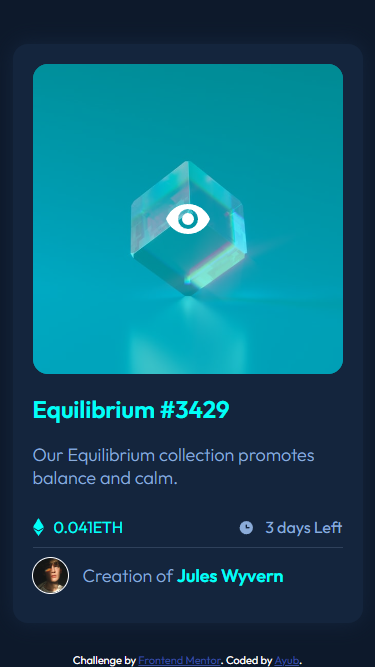 Equilibrium #3429
Our Equilibrium collection promotes
balance and calm.
0.041ETH
3 days Left
Creation of Jules Wyvern
Challenge by Frontend Mentor. Coded by Ayub.